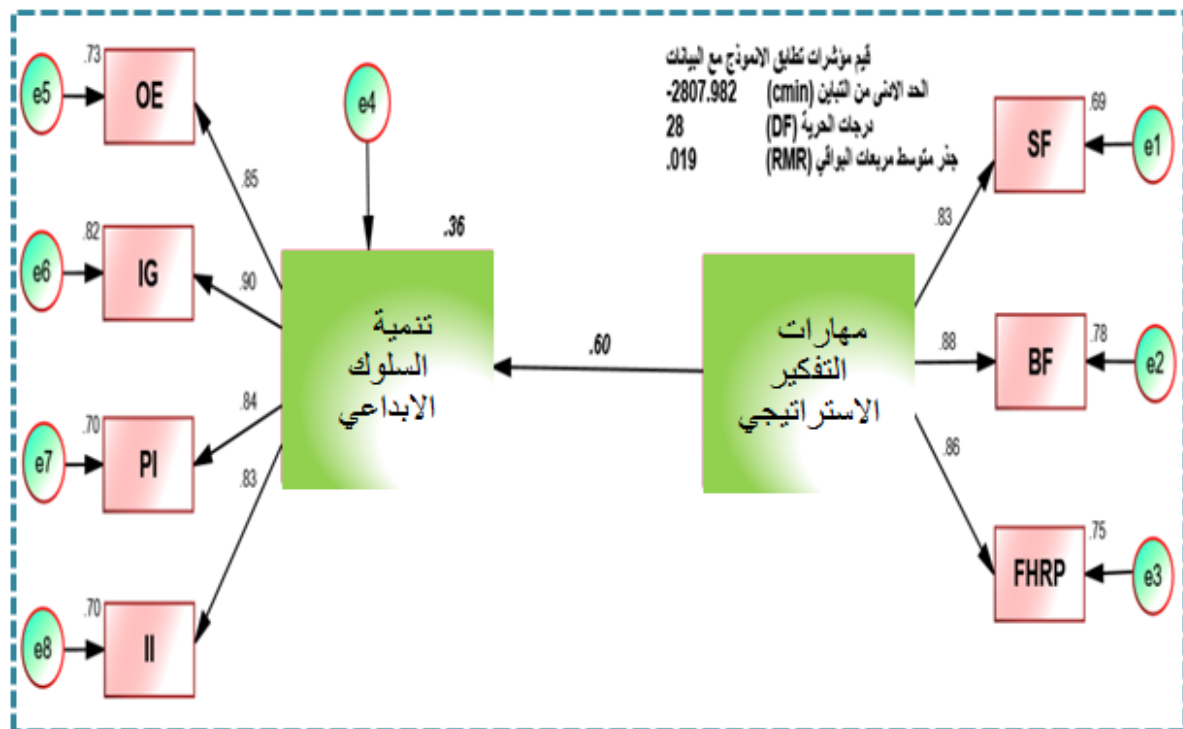 قيم مؤشرات تطابق الانموذج مع البيانات
الحد الادنى من التباين (cmin) -2807.982
درجات الحرية (DF) 28
جذر متوسط مربعات البواقي (RMR) .019
e5
.73
OE
e4
.69
SF
e1
.85
.83
e6
.82
IG
.90
.36
تنمية
السلوك
الابداعي
.60
مهارات
التفكير
الاستراتيجي
.88
.78
BF
e2
e7
.70
PI
.84
.83
.86
e8
.70
II
.75
FHRP
e3